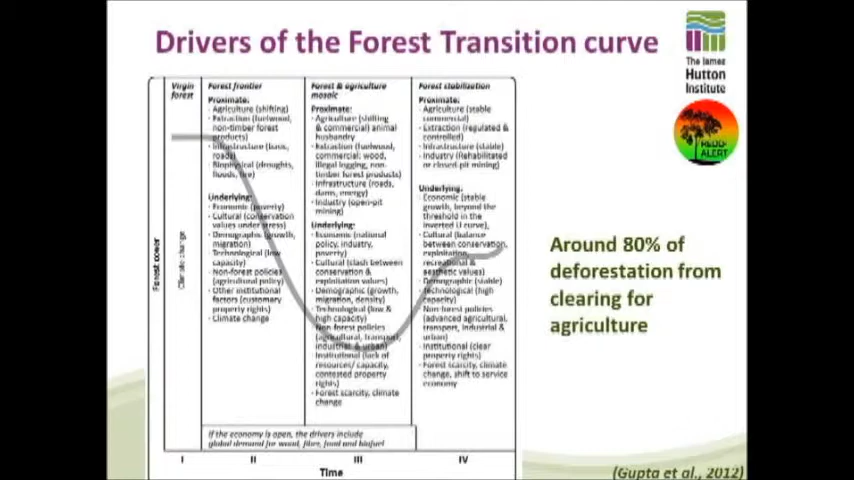 Drivers of the Forest Transition curve
The James
Hutton
Institute
REDD
ALERT
Virgin
forest
Climate change
Forest cover
Forest frontier
Proximate:
- Agriculture (shifting)
- Extraction (fuelwood,
non-timber forest
products)
- Infrastructure
roads)
- Biophysical (droughts,
floods, fire)
Underlying:
- Economic (poverty)
- Cultural (conservation
values under stress)
- Demographic (growth,
migration)
- Technological (low
capacity)
- Non-forest policies
(agricultural policy)
- Other institutional
factors (customary
property rights)
- Climate change
Forest & agriculture
mosaic
Proximate:
- Agriculture (shifting
& commercial) animal
husbandry
- Extraction (fuelwood,
commercial: wood,
illegal logging, non-
timber forest products)
- Infrastructure (roads,
dams, energy)
- Industry (open-pit
mining)
Underlying:
- Economic (national
policy, industry,
poverty)
- Cultural (clash between
conservation &
exploitation values)
- Demographic (growth,
migration, density)
- Technological (low &
high capacity)
- Non-forest policies
(agricultural, transport,
industrial & urban)
- Institutional (lack of
resources/ capacity,
contested property
rights)
- Forest scarcity, climate
change
Forest stabilization
Proximate:
- Agriculture (stable
commercial)
- Extraction (regulated &
controlled)
- Infrastructure (stable)
- Industry (Rehabilitated
or closed-pit mining)
Underlying:
- Economic (stable
growth, beyond the
threshold in the
inverted U curve),
- Cultural (balance
between conservation,
exploitation,
recreational &
aesthetic values)
- Demographic (stable)
- Technological (high
capacity)
- Non-forest policies
(advanced agricultural,
transport, industrial &
urban)
- Institutional (clear
property rights)
- Forest scarcity, climate
change, shift to service
economy
If the economy is open, the drivers include
global demand for wood, fibre, food and biofuel
I II III IV
Time
Around 80% of
deforestation from
clearing for
agriculture
(Gupta et al., 2012)